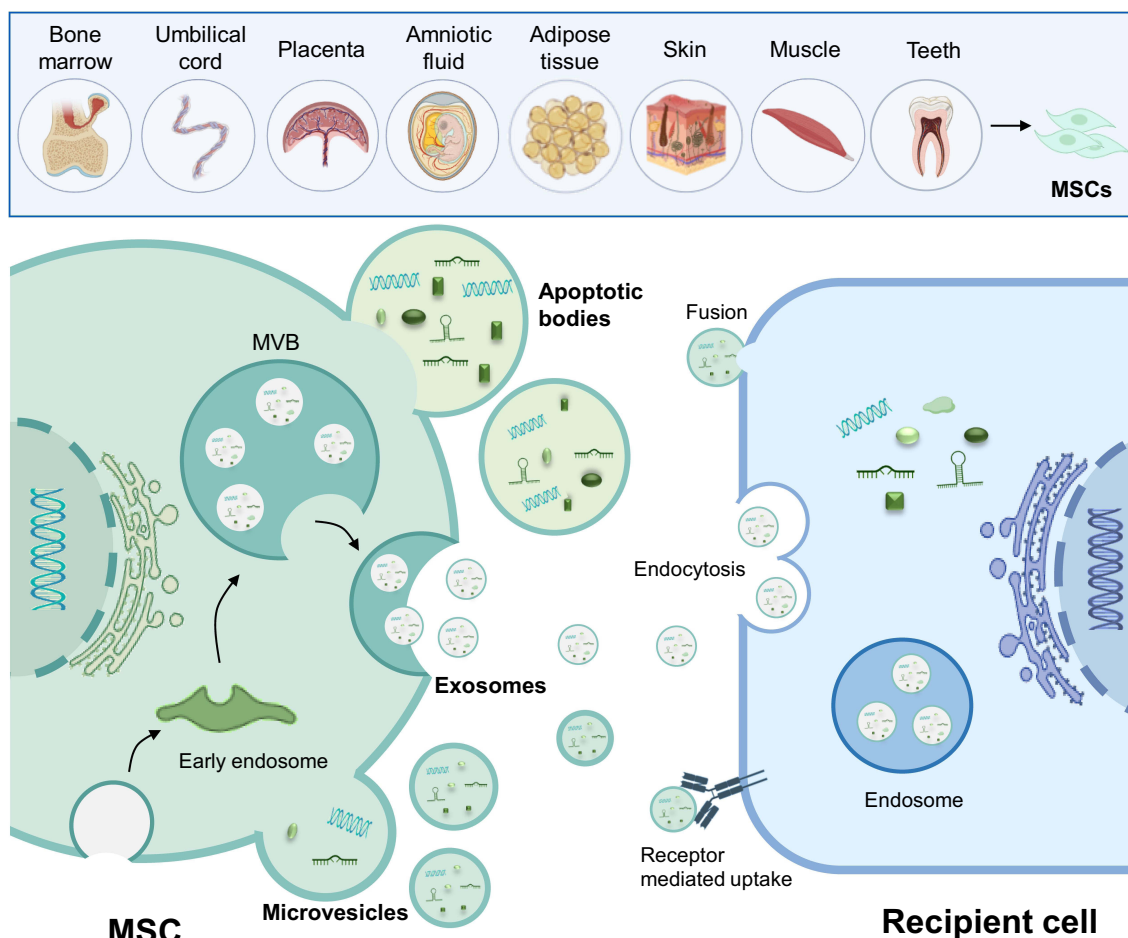 Bone
marrow
Umbilical
cord
Placenta
Amniotic
fluid
Adipose
tissue
Skin
Muscle
Teeth
MSCs
Apoptotic
bodies
MVB
Fusion
Endocytosis
Exosomes
Early endosome
Endosome
Receptor
mediated uptake
Microvesicles
MSC
Recipient cell